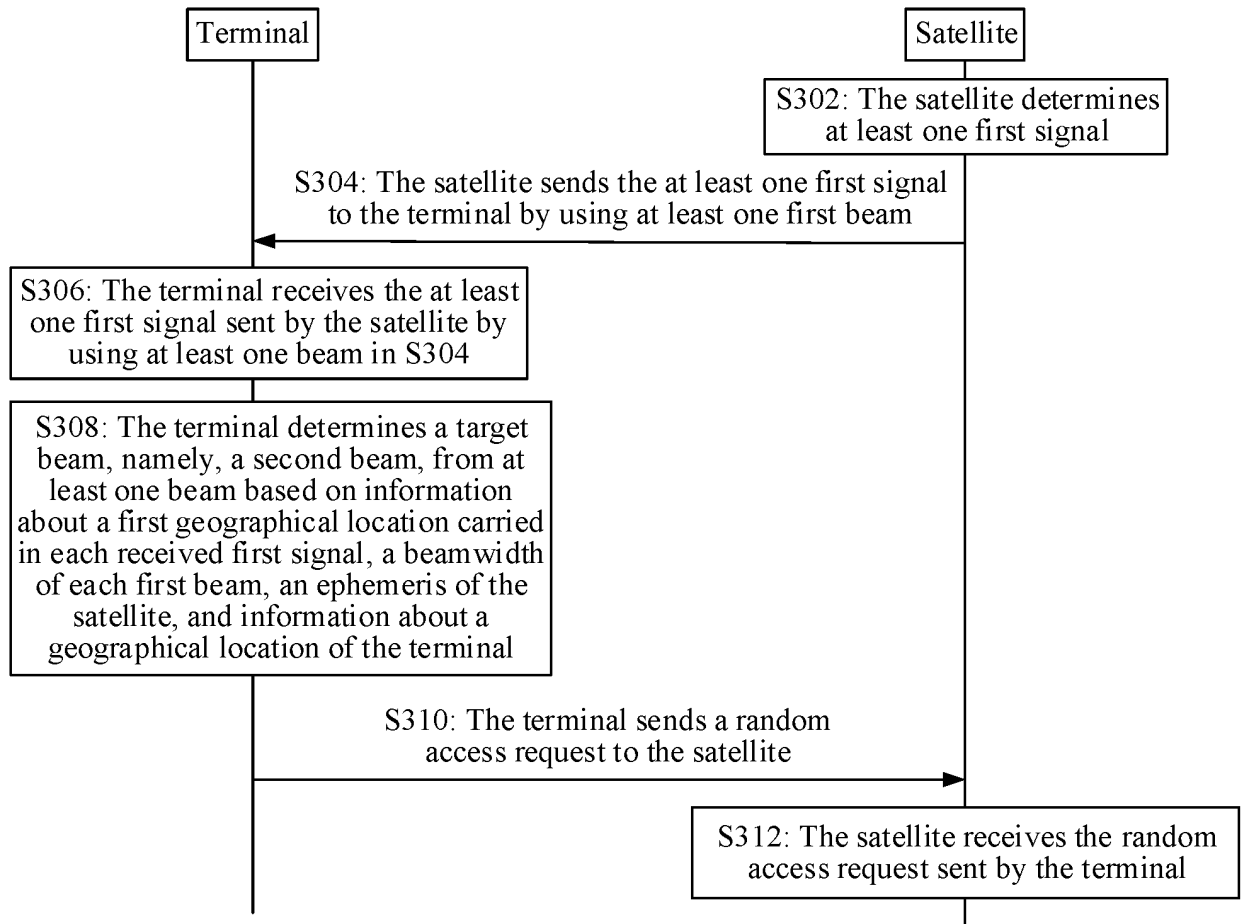 Terminal
Satellite
S302: The satellite determines
at least one first signal
S304: The satellite sends the at least one first signal
to the terminal by using at least one first beam
S306: The terminal receives the at least
one first signal sent by the satellite by
using at least one beam in S304
S308: The terminal determines a target
beam, namely, a second beam, from at
least one beam based on information
about a first geographical location carried
in each received first signal, a beamwidth
of each first beam, an ephemeris of the
satellite, and information about a
geographical location of the terminal
S310: The terminal sends a random
access request to the satellite
S312: The satellite receives the random
access request sent by the terminal